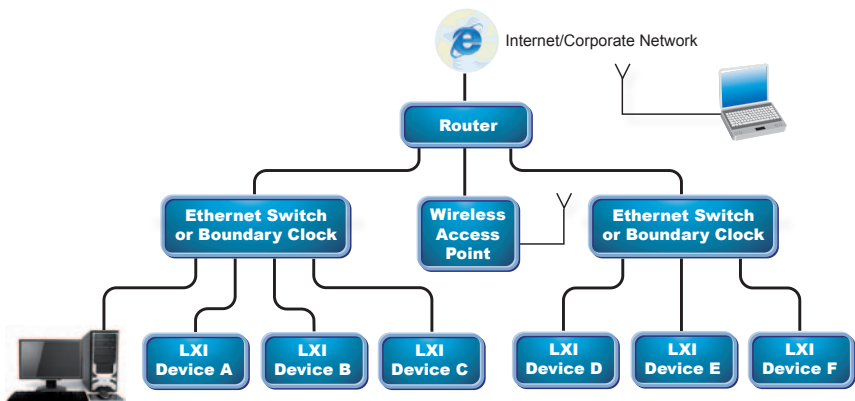 Internet/Corporate Network
Router
Ethernet Switch
or Boundary Clock
Wireless
Access
Point
Ethernet Switch
or Boundary Clock
LXI
Device A
LXI
Device B
LXI
Device C
LXI
Device D
LXI
Device E
LXI
Device F